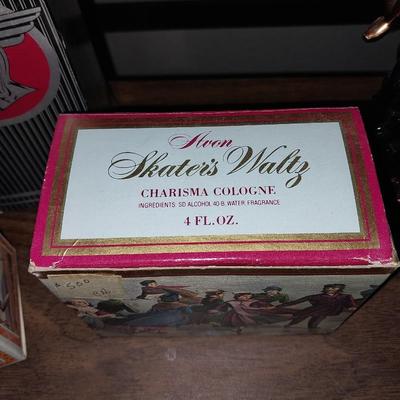 Avon
Skater's Waltz
CHARISMA COLOGNE
INGREDIENTS: SD ALCOHOL 40-B, WATER, FRAGRANCE
4 FL. OZ.